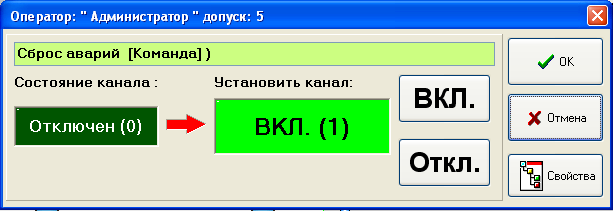 Оператор: " Администратор " допуск: 5
Сброс аварий [Команда] )
Состояние канала :
Установить канал:
Отключен (0)
ВКЛ. (1)
ВКЛ.
Откл.
OK
Отмена
Свойства